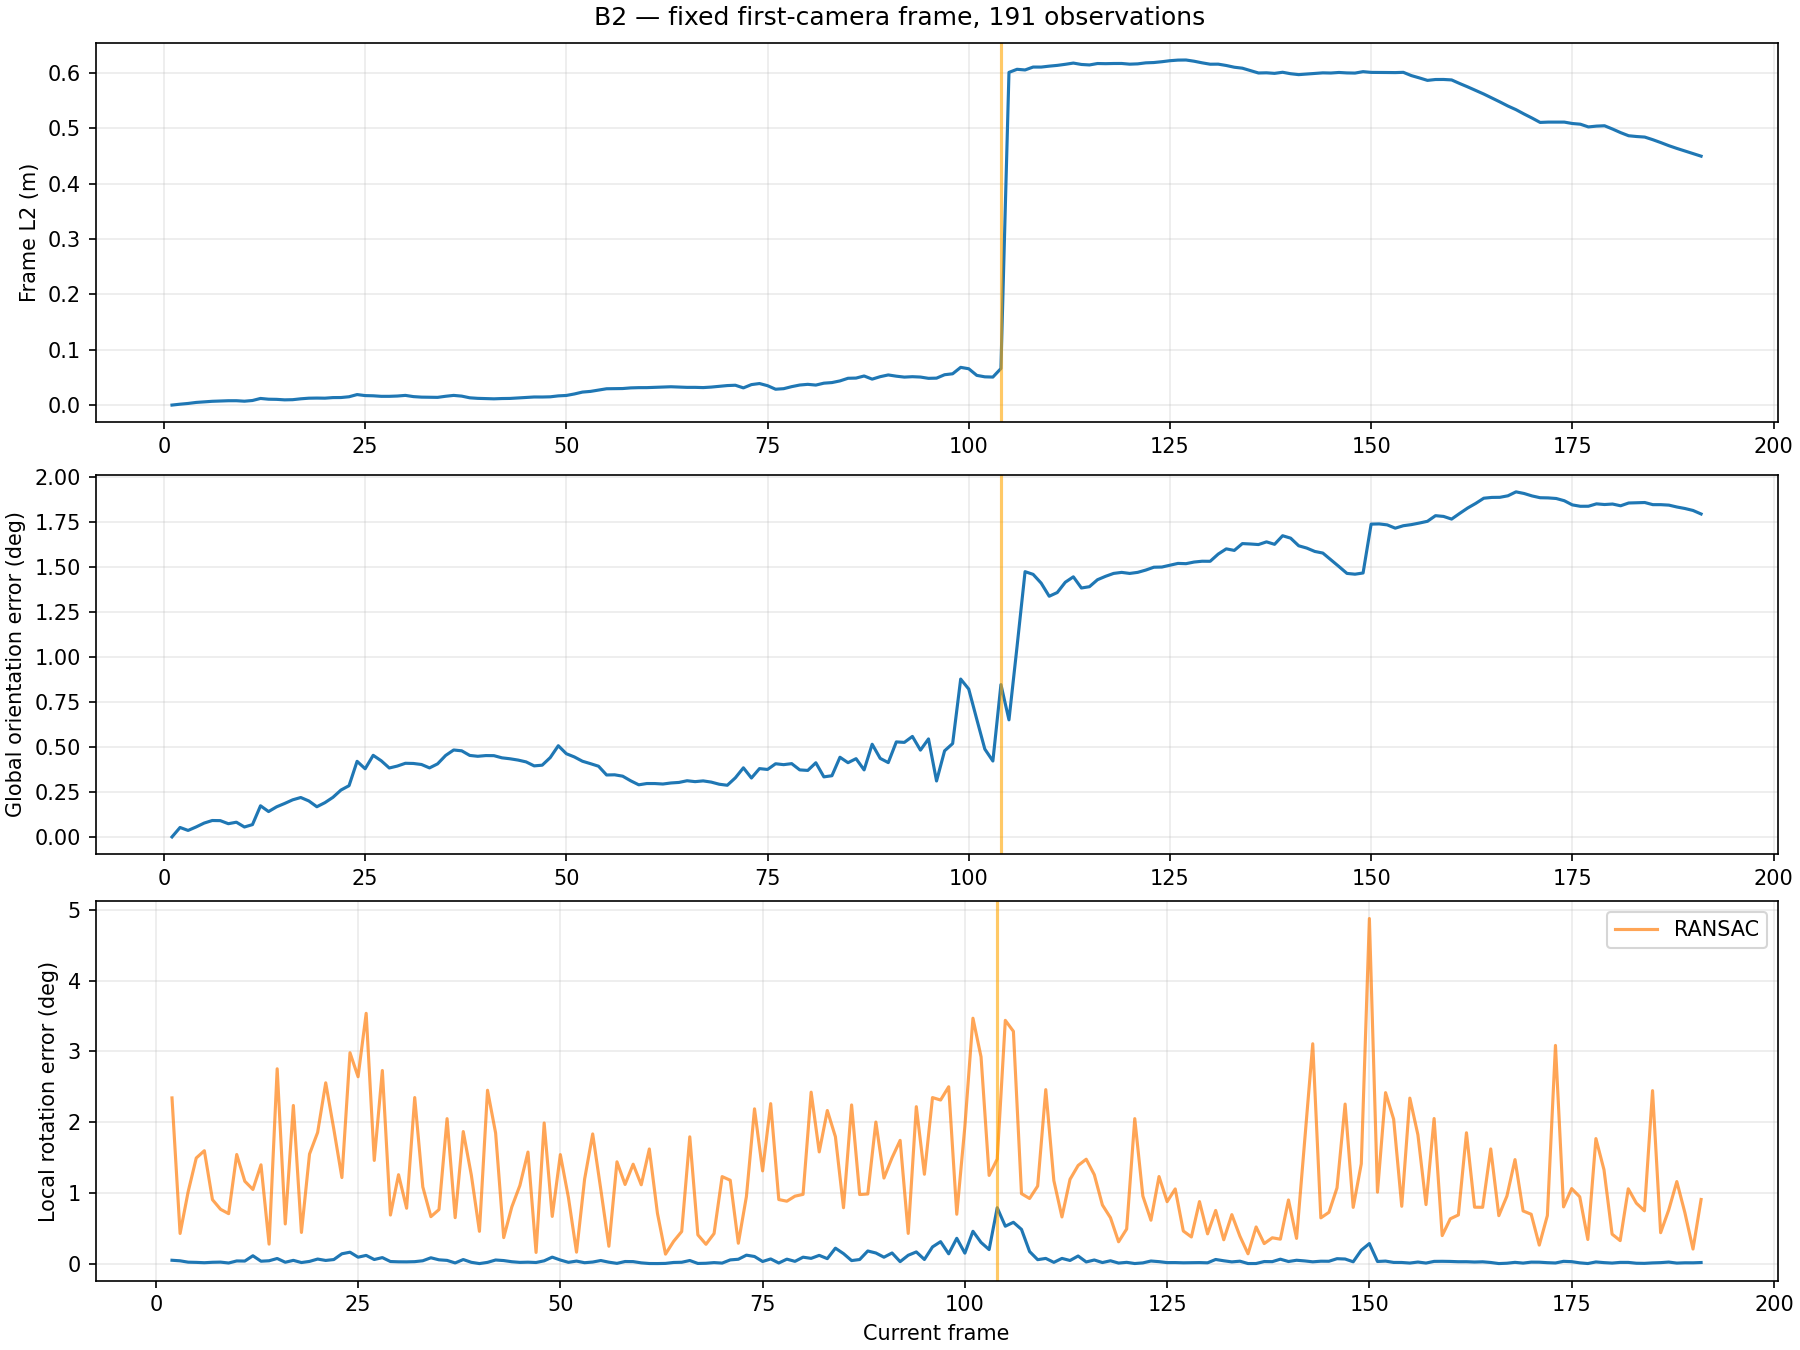 B2 — fixed first-camera frame, 191 observations
Frame L2 (m)
0.6
0.5
0.4
0.3
0.2
0.1
0.0
0 25 50 75 100 125 150 175 200
Global orientation error (deg)
2.00
1.75
1.50
1.25
1.00
0.75
0.50
0.25
0.00
0 25 50 75 100 125 150 175 200
Local rotation error (deg)
5
4
3
2
1
0
RANSAC
0 25 50 75 100 125 150 175 200
Current frame